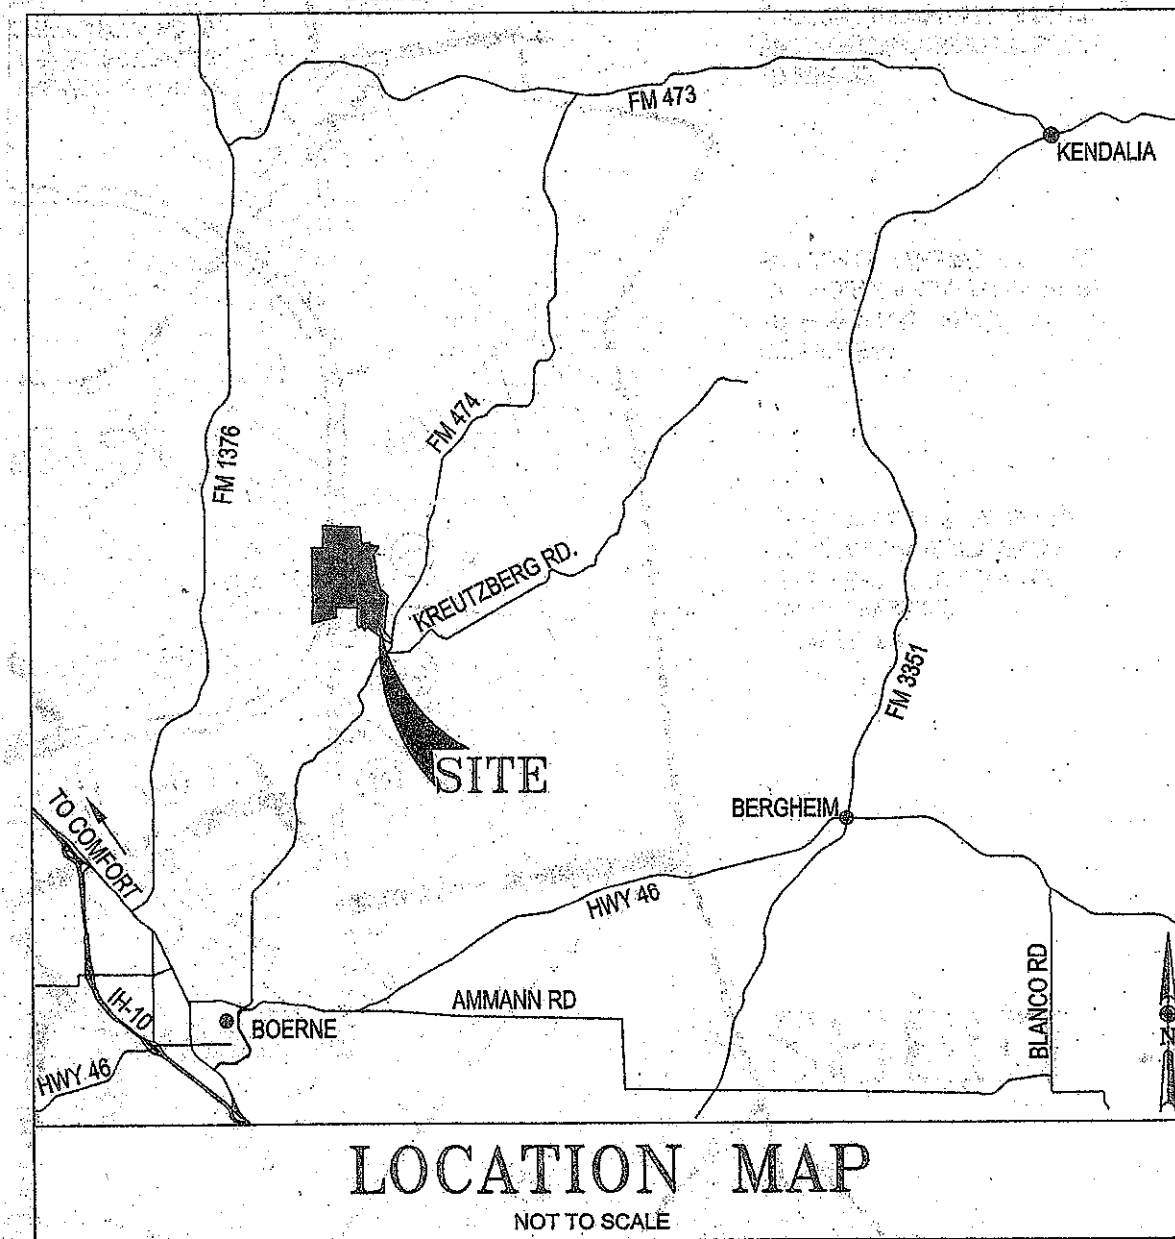 FM 473
KENDALIA
FM 474
FM 1376
KREUTZBERG RD.
FM 3351
SITE
TO COMFORT
BERGHEIM
HWY 46
BLANCO RD
AMMANN RD
IH-10
BOERNE
N
HWY 46
LOCATION MAP
NOT TO SCALE